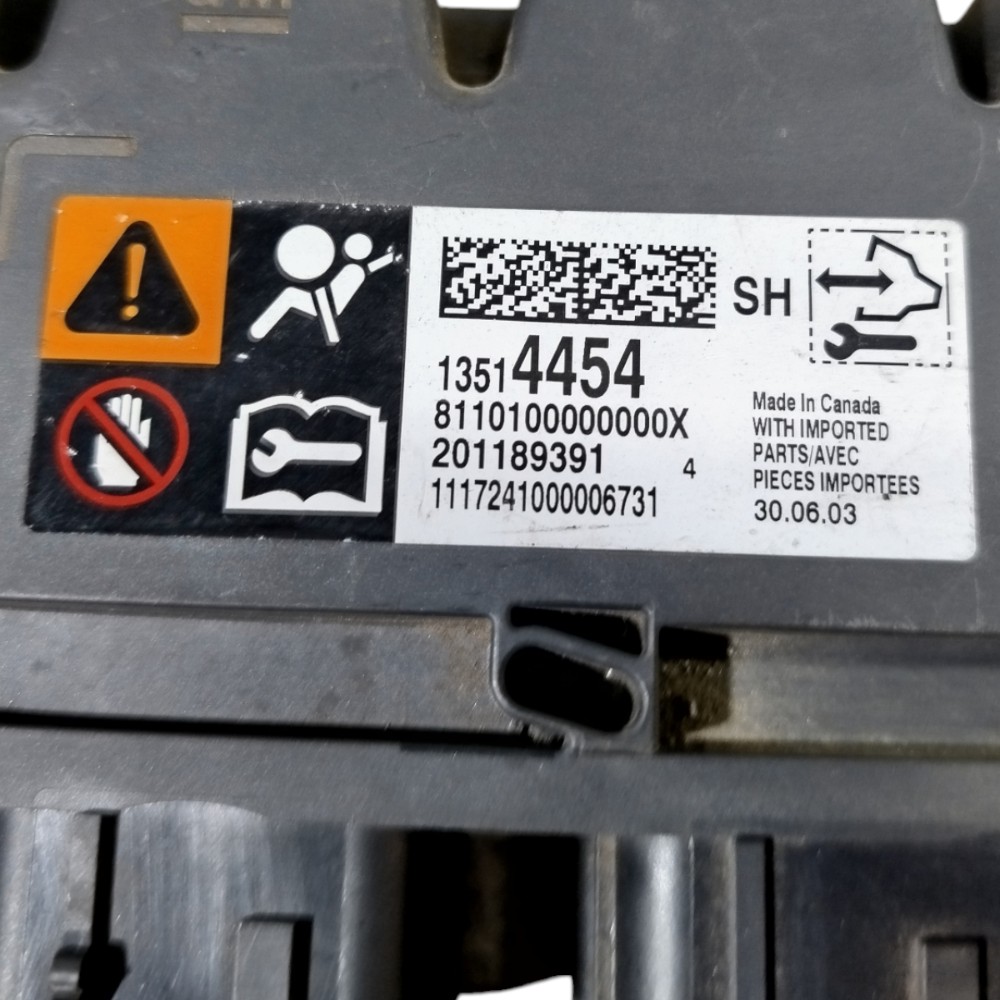 SH
13514454
8110100000000X
201189391 4
1117241000006731
Made In Canada
WITH IMPORTED
PARTS/AVEC
PIECES IMPORTEES
30.06.03